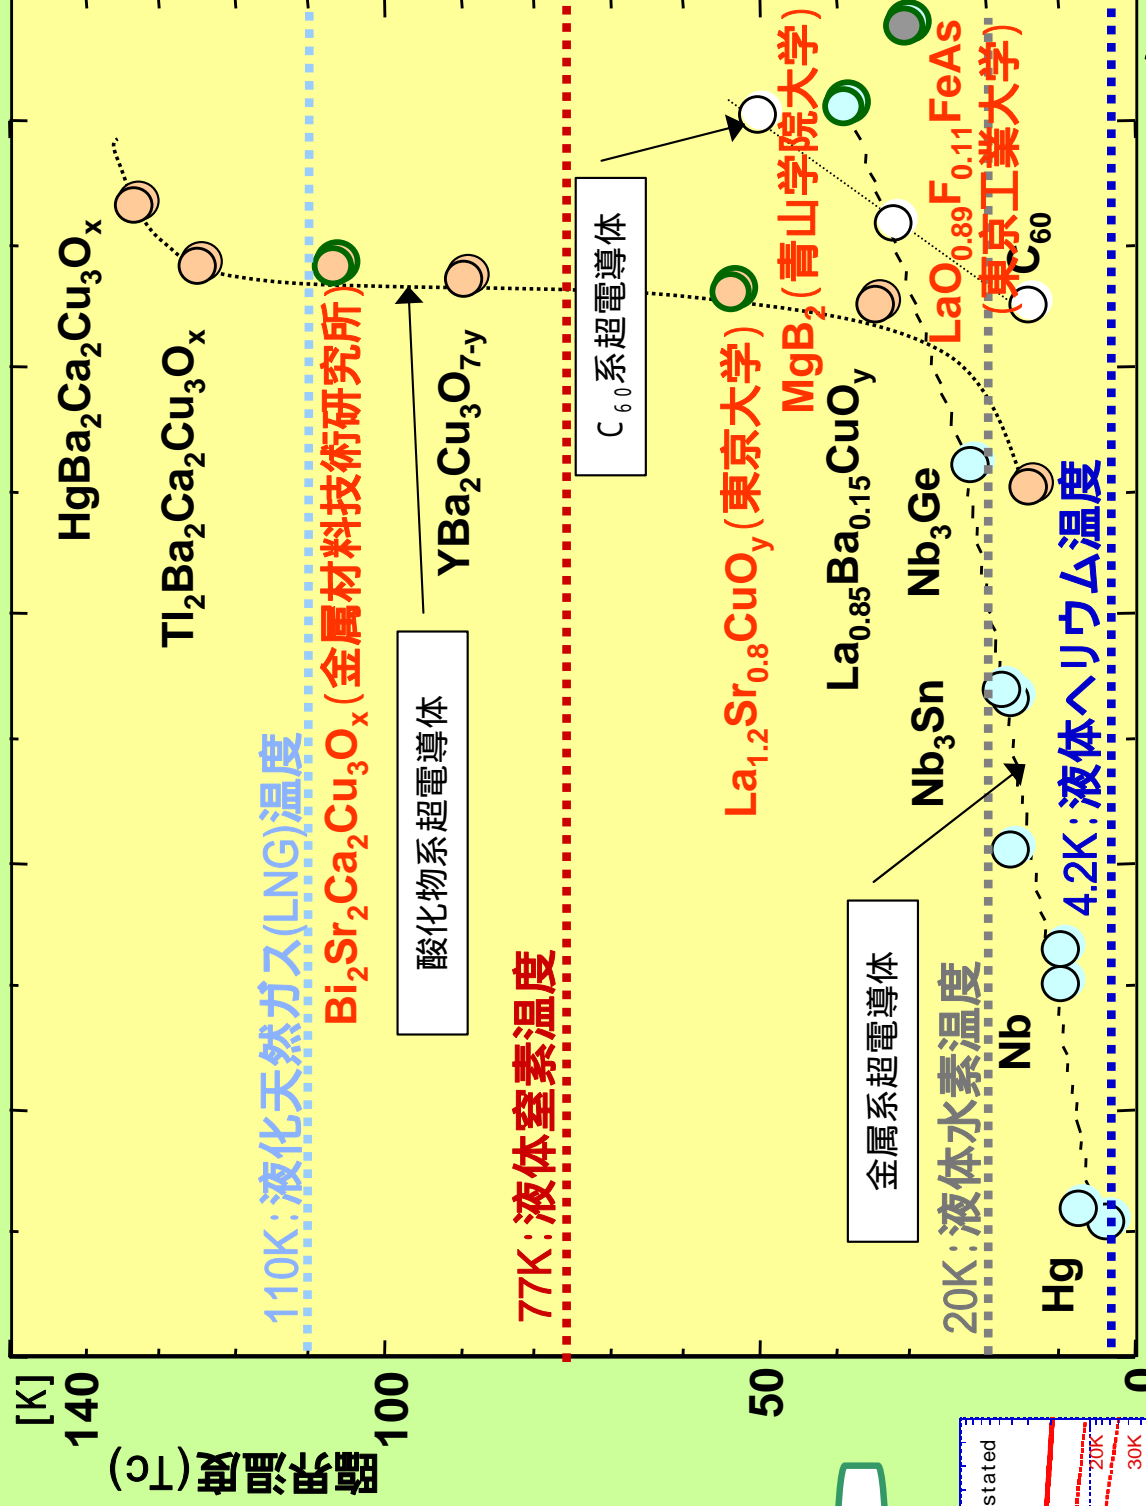 [K]
140
100
50
0
臨界温度(Tc)
HgBa2Ca2Cu3Ox
Tl2Ba2Ca2Cu3Ox
110K:液化天然ガス(LNG)温度
Bi2Sr2Ca2Cu3Ox(金属材料技術研究所)
酸化物系超電導体
YBa2Cu3O7-y
77K:液体窒素温度
C60系超電導体
La1.2Sr0.8CuOy(東京大学)
MgB2(青山学院大学)
La0.85Ba0.15CuOy
金属系超電導体
Nb3Ge
Nb3Sn
LaO0.89F0.11FeAs
(東京工業大学)
20K:液体水素温度
C60
Nb
Hg
4.2K:液体ヘリウム温度
stated
20K
30K